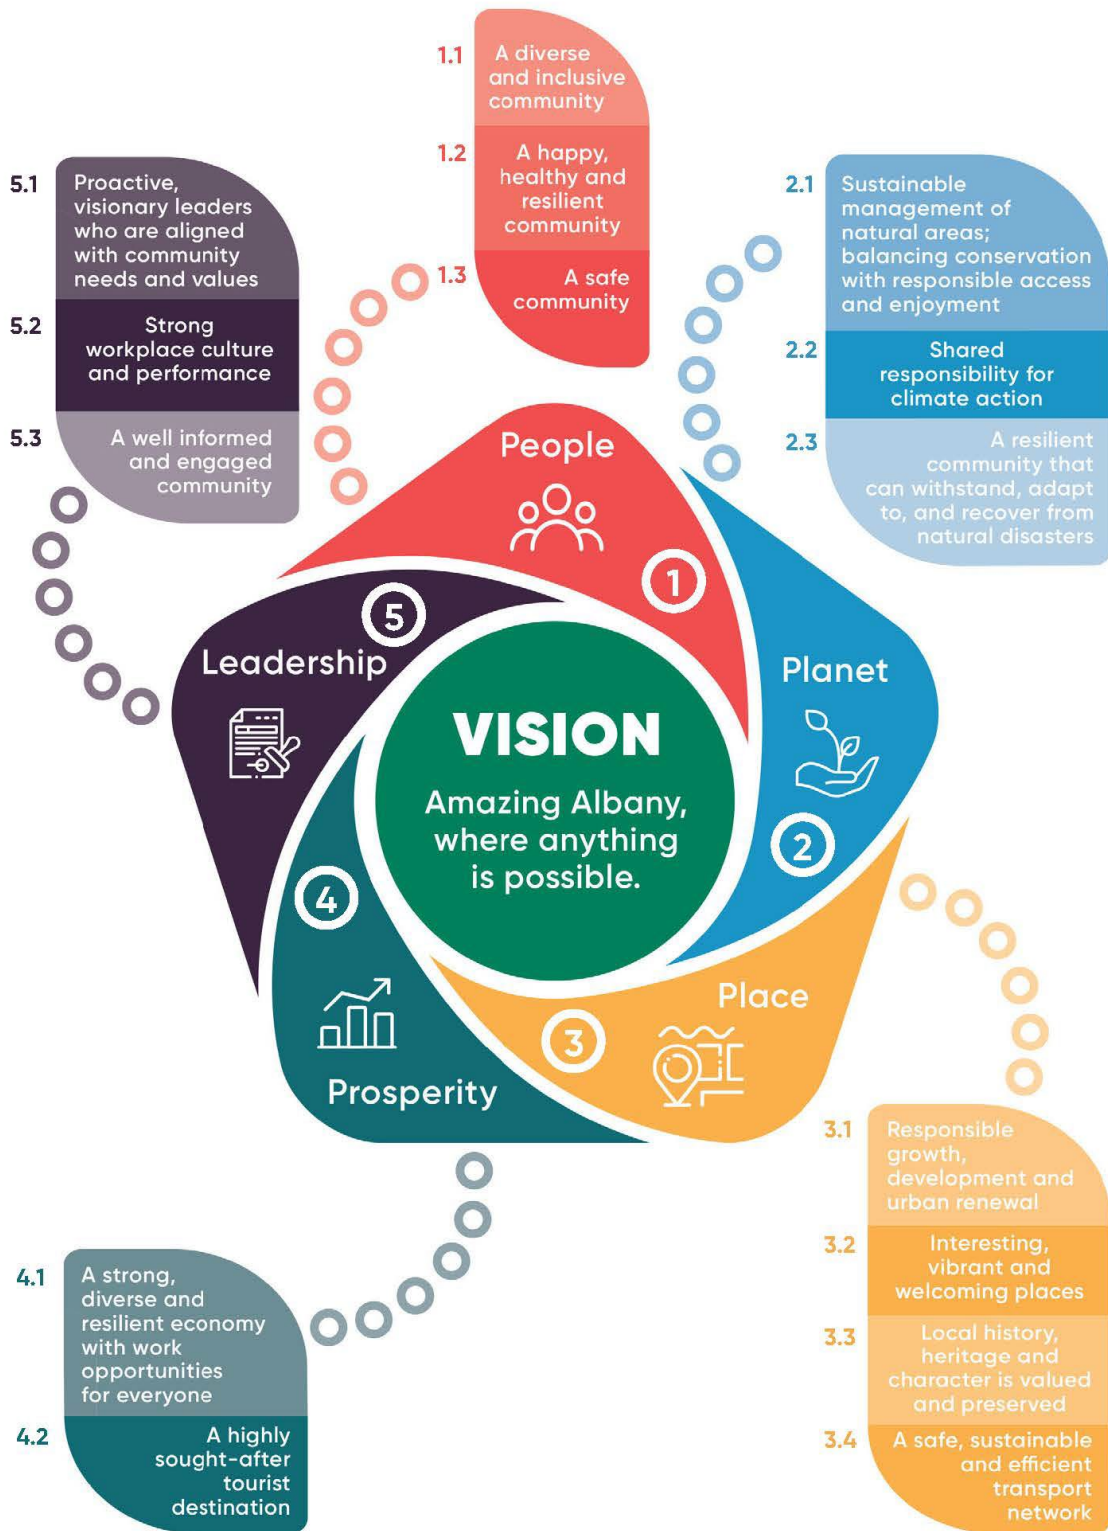 1.1
A diverse
and inclusive
community
1.2
A happy,
healthy and
resilient
community
1.3
A safe
community
5.1
Proactive,
visionary leaders
who are aligned
with community
needs and values
5.2
Strong
workplace culture
and performance
5.3
A well informed
and engaged
community
2.1
Sustainable
management of
natural areas;
balancing conservation
with responsible access
and enjoyment
2.2
Shared
responsibility for
climate action
2.3
A resilient
community that
can withstand, adapt
to, and recover from
natural disasters
People
1
5
Leadership
Planet
2
VISION
Amazing Albany,
where anything
is possible.
4
Prosperity
3
Place
3.1
Responsible
growth,
development and
urban renewal
3.2
Interesting,
vibrant and
welcoming places
3.3
Local history,
heritage and
character is valued
and preserved
3.4
A safe, sustainable
and efficient
transport
network
4.1
A strong,
diverse and
resilient economy
with work
opportunities
for everyone
4.2
A highly
sought-after
tourist
destination